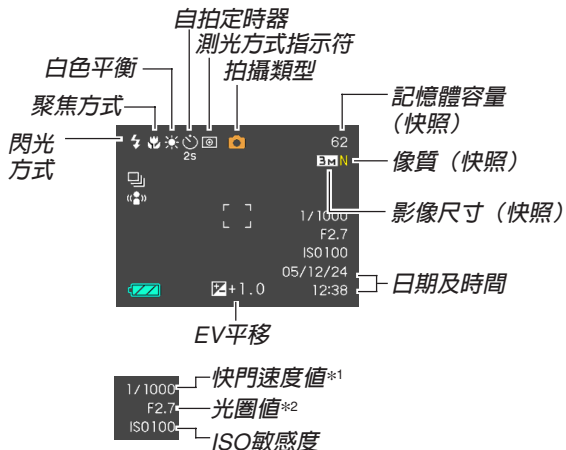 自拍定時器
測光方式指示符
白色平衡
拍攝類型
聚焦方式
記憶體容量
（快照）
閃光
方式
2s
62
3M N
像質（快照）
影像尺寸（快照）
1/1000
F2.7
ISO100
05/12/24
12:38
日期及時間
+1.0
EV平移
1/1000
快門速度值*1
F2.7
光圈值*2
ISO100
ISO敏感度